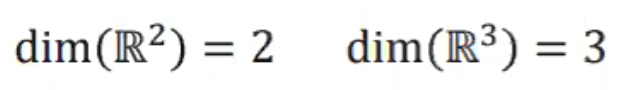 dim(ℝ²) = 2 dim(ℝ³) = 3